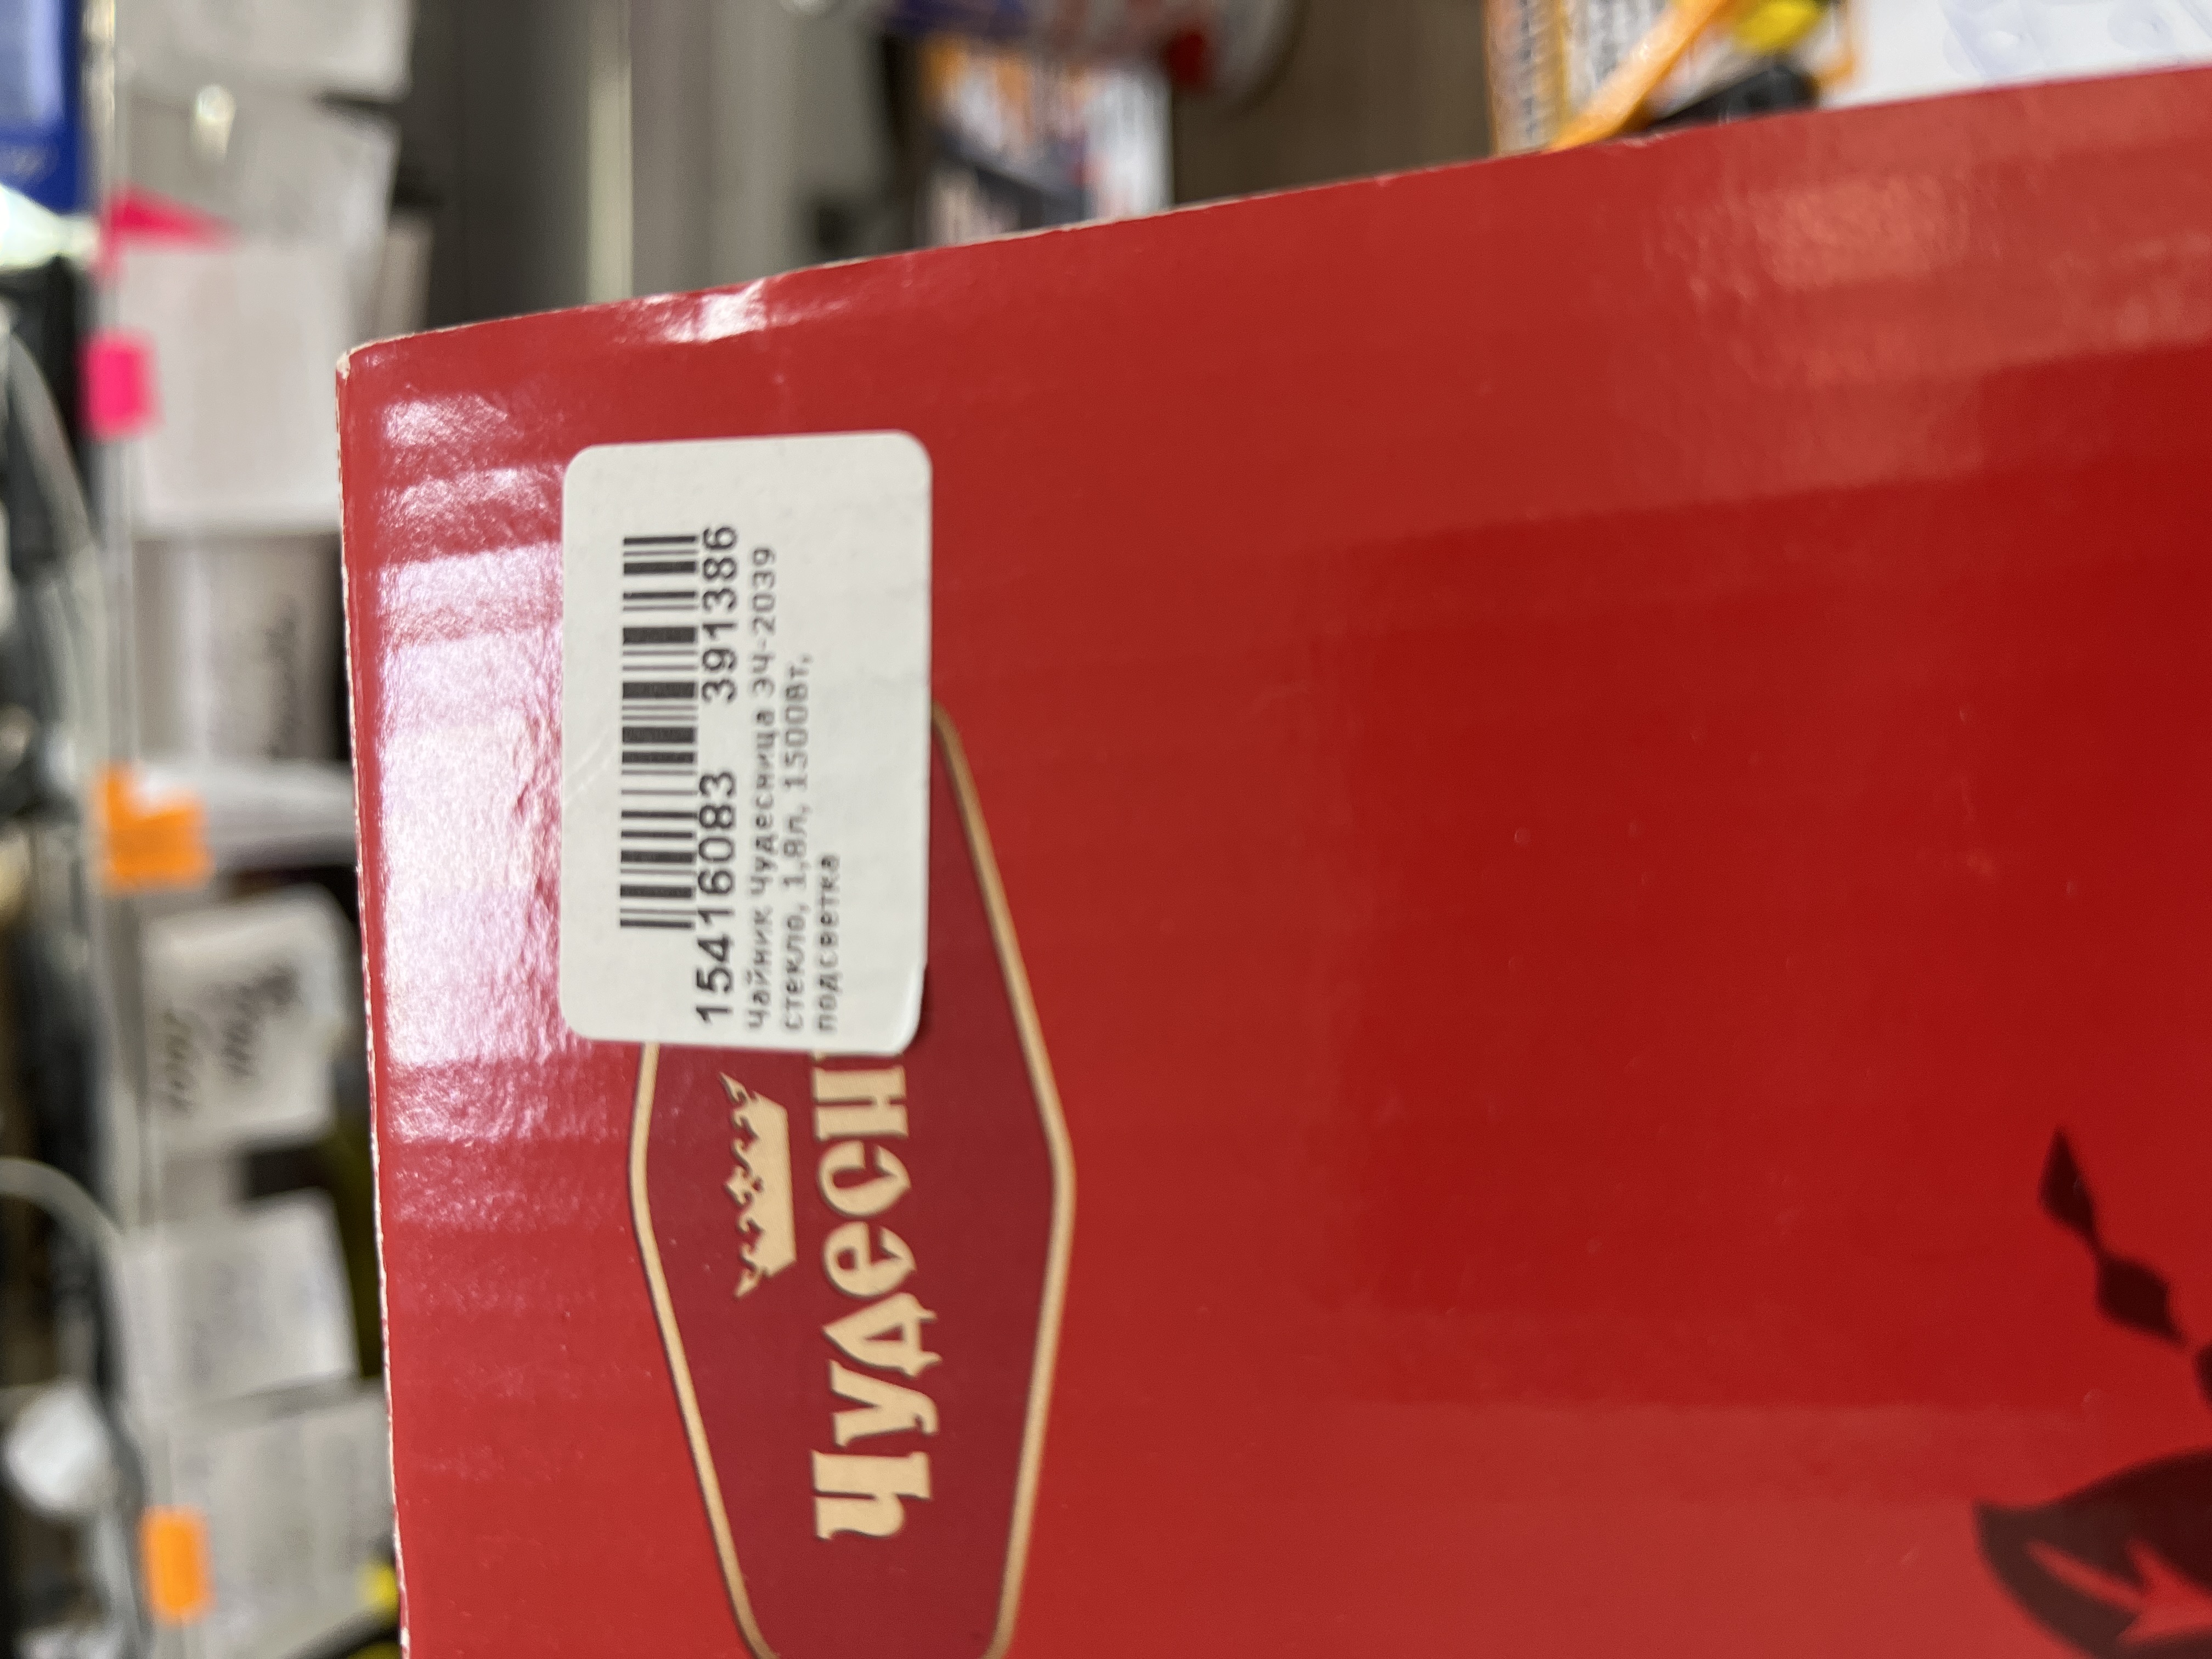 15416083 391386
Чайник Чудесница ЭЧ-2039
стекло, 1,8л, 1500Вт,
подсветка
Чудесн